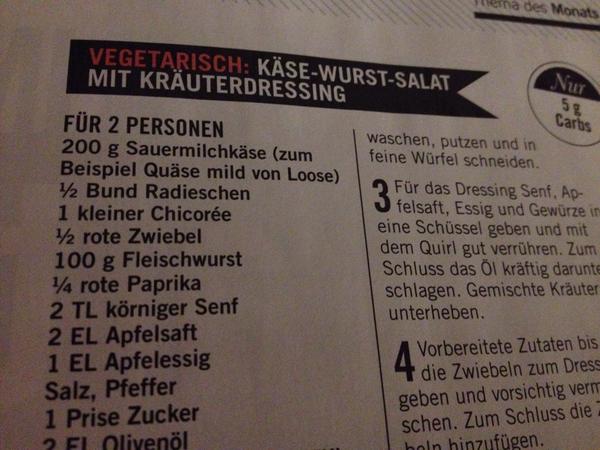 Thema des Monats
VEGETARISCH: KÄSE-WURST-SALAT
MIT KRÄUTERDRESSING
Nur
5 g
Carbs
FÜR 2 PERSONEN
200 g Sauermilchkäse (zum
Beispiel Quäse mild von Loose)
½ Bund Radieschen
1 kleiner Chicorée
½ rote Zwiebel
100 g Fleischwurst
¼ rote Paprika
2 TL körniger Senf
2 EL Apfelsaft
1 EL Apfelessig
Salz, Pfeffer
1 Prise Zucker
2 EL Olivenöl
waschen, putzen und in
feine Würfel schneiden.
3 Für das Dressing Senf, Ap-
felsaft, Essig und Gewürze in
eine Schüssel geben und mit
dem Quirl gut verrühren. Zum
Schluss das Öl kräftig darunte
schlagen. Gemischte Kräuter
unterheben.
4 Vorbereitete Zutaten bis
die Zwiebeln zum Dress
geben und vorsichtig verm
schen. Zum Schluss die Z
beln hinzufügen.